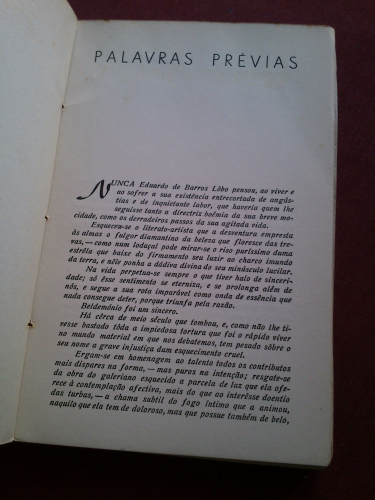 PALAVRAS PRÉVIAS
NUNCA Eduardo de Barros Lôbo pensou, ao viver e
ao sofrer a sua existência entrecortada de angús-
tias e de inquietante labor, que haveria quem lhe
seguisse tanto a directriz boémia da sua breve mo-
cidade, como os derradeiros passos da sua agitada vida.
Esqueceu-se o literato-artista que a desventura empresta
às almas o fulgor diamantino da beleza que floresce das tre-
vas, — como num lodaçal pode mirar-se o riso puríssimo duma
estrêla que baixe do firmamento seu luzir ao charco imundo
da terra, e nêle ponha a dádiva divina do seu minúsculo lucilar.
Na vida perpetua-se sempre o que tiver halo de sinceri-
dade; só êsse sentimento se eterniza, e se prolonga além de
nós, e segue a sua rota imparável como onda de essência que
nada consegue deter, porque triunfa pela razão.
Beldemónio foi um sincero.
Há cêrca de meio século que tombou, e, como não lhe ti-
vesse bastado tôda a impiedosa tortura que foi o rápido viver
no mundo material em que nos debatemos, tem pesado sôbre o
seu nome a grave injustiça dum esquecimento cruel.
Ergam-se em homenagem ao talento todos os contributos
mais díspares na forma, — mas puros na intenção; resgate-se
da obra do galeriano esquecido a parcela de luz que ela ofe-
rece à contemplação afectiva, mais do que ao interêsse doentio
das turbas, — a chama subtil do fogo íntimo que a animou,
naquilo que ela tem de doloroso, mas que possue também de belo,